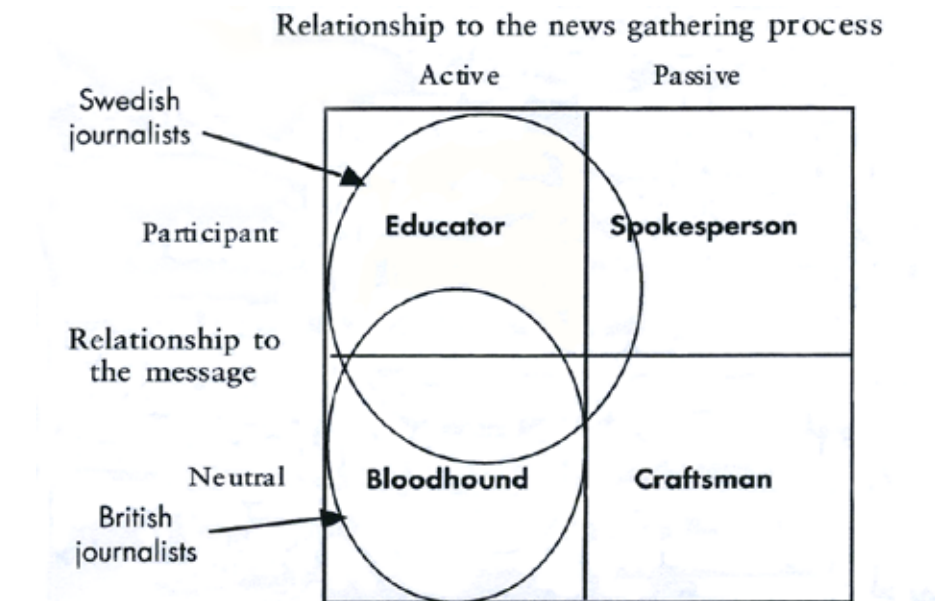 Relationship to the news gathering process
Active Passive
Swedish
journalists
Participant
Educator Spokesperson
Relationship to
the message
Neutral
Bloodhound Craftsman
British
journalists